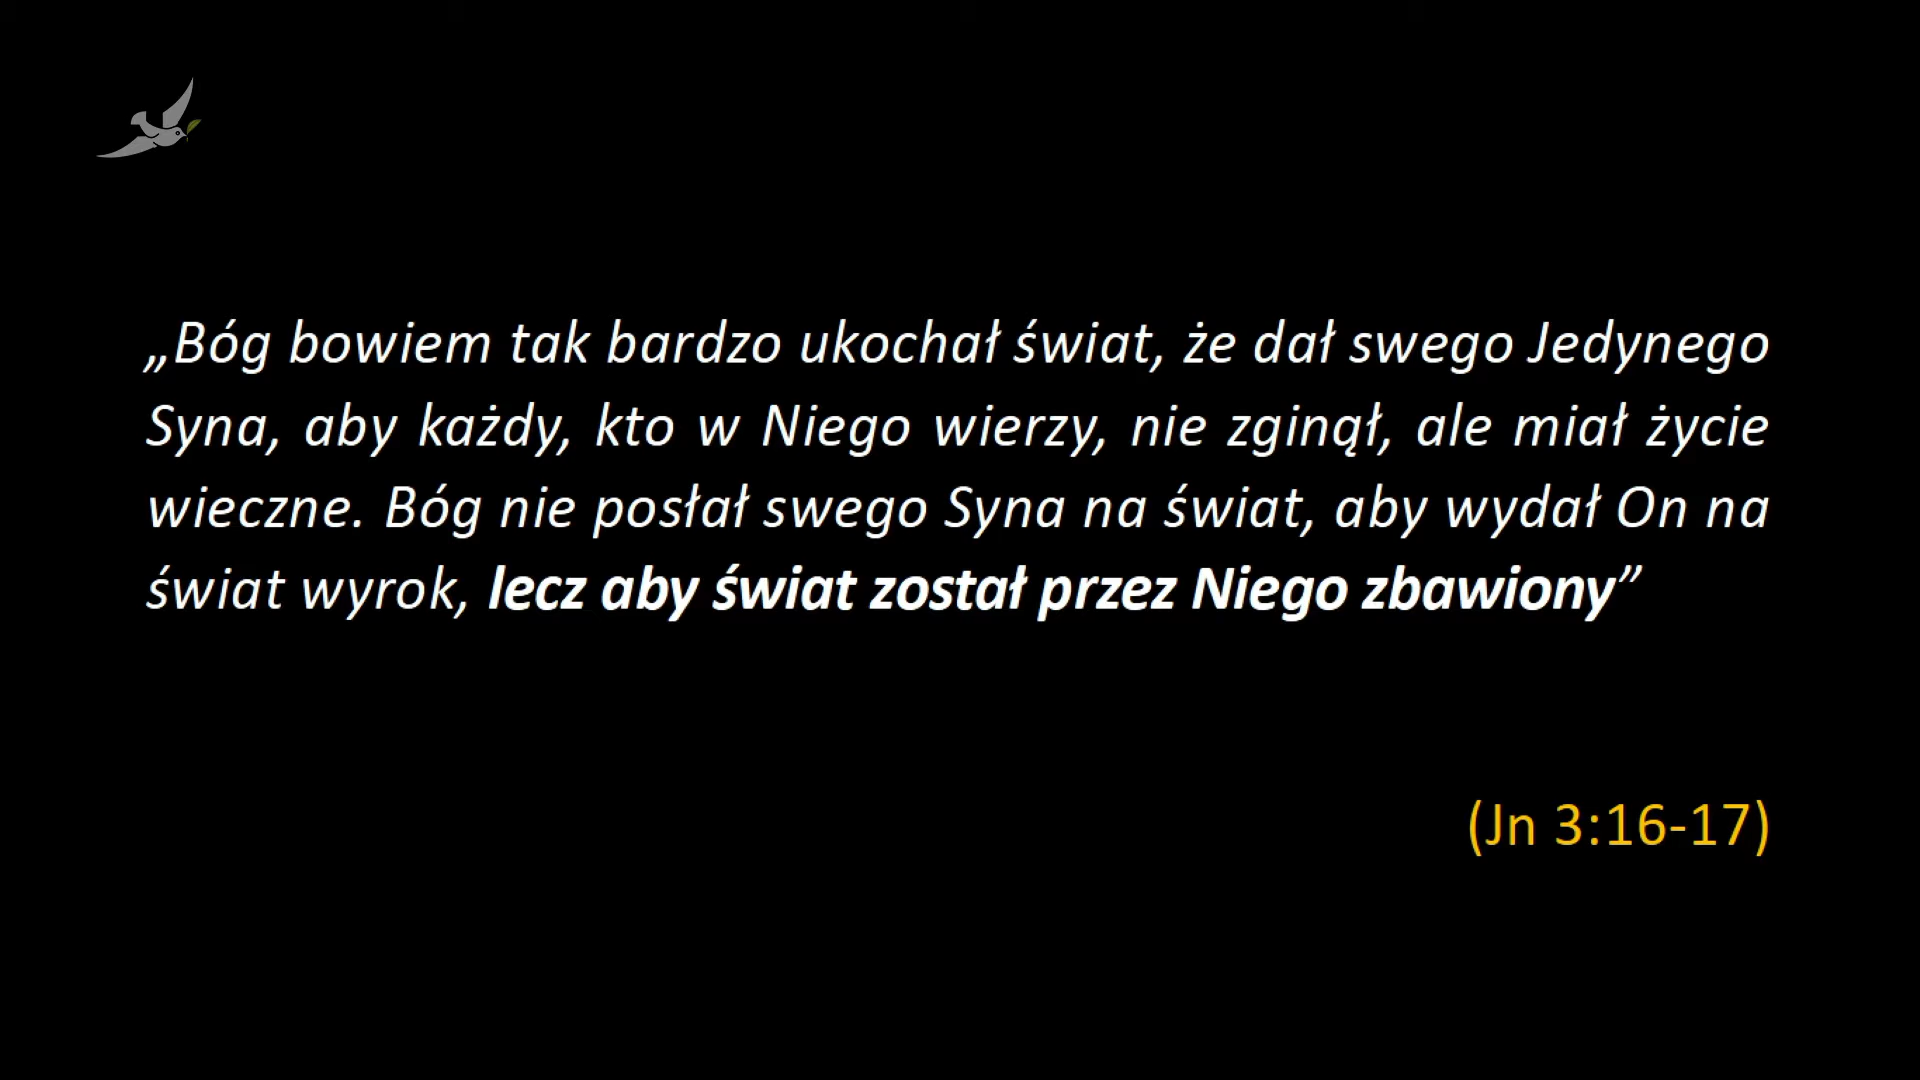 „Bóg bowiem tak bardzo ukochał świat, że dał swego Jedynego
Syna, aby każdy, kto w Niego wierzy, nie zginął, ale miał życie
wieczne. Bóg nie posłał swego Syna na świat, aby wydał On na
świat wyrok, lecz aby świat został przez Niego zbawiony”
(Jn 3:16-17)